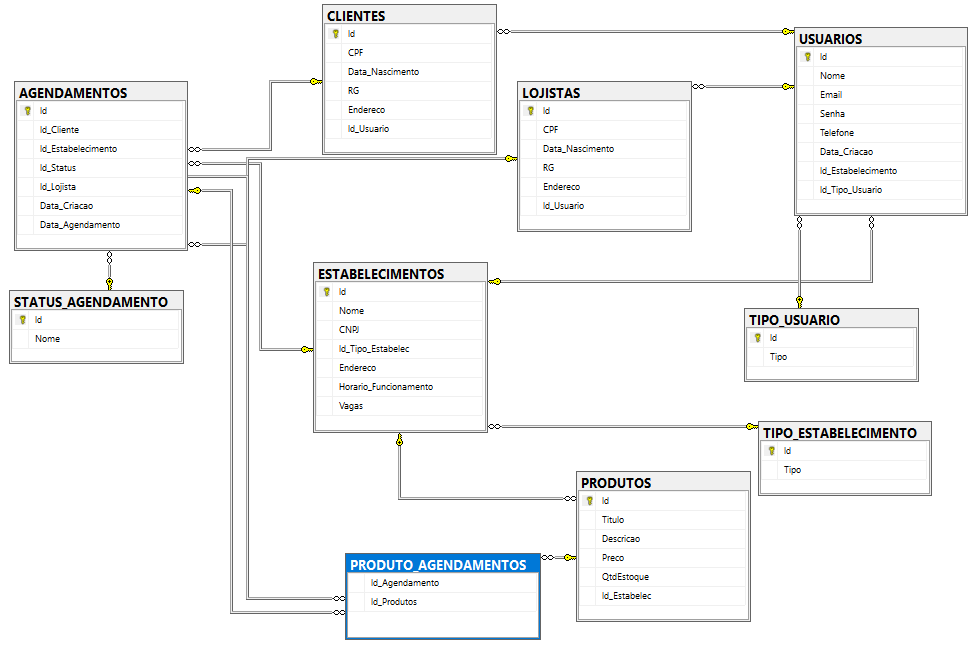 CLIENTES
Id
CPF
Data_Nascimento
RG
Endereco
Id_Usuario
USUARIOS
Id
Nome
Email
Senha
Telefone
Data_Criacao
Id_Estabelecimento
Id_Tipo_Usuario
AGENDAMENTOS
Id
Id_Cliente
Id_Estabelecimento
Id_Status
Id_Lojista
Data_Criacao
Data_Agendamento
LOJISTAS
Id
CPF
Data_Nascimento
RG
Endereco
Id_Usuario
STATUS_AGENDAMENTO
Id
Nome
ESTABELECIMENTOS
Id
Nome
CNPJ
Id_Tipo_Estabelec
Endereco
Horario_Funcionamento
Vagas
TIPO_USUARIO
Id
Tipo
TIPO_ESTABELECIMENTO
Id
Tipo
PRODUTOS
Id
Titulo
Descricao
Preco
QtdEstoque
Id_Estabelec
PRODUTO_AGENDAMENTOS
Id_Agendamento
Id_Produtos